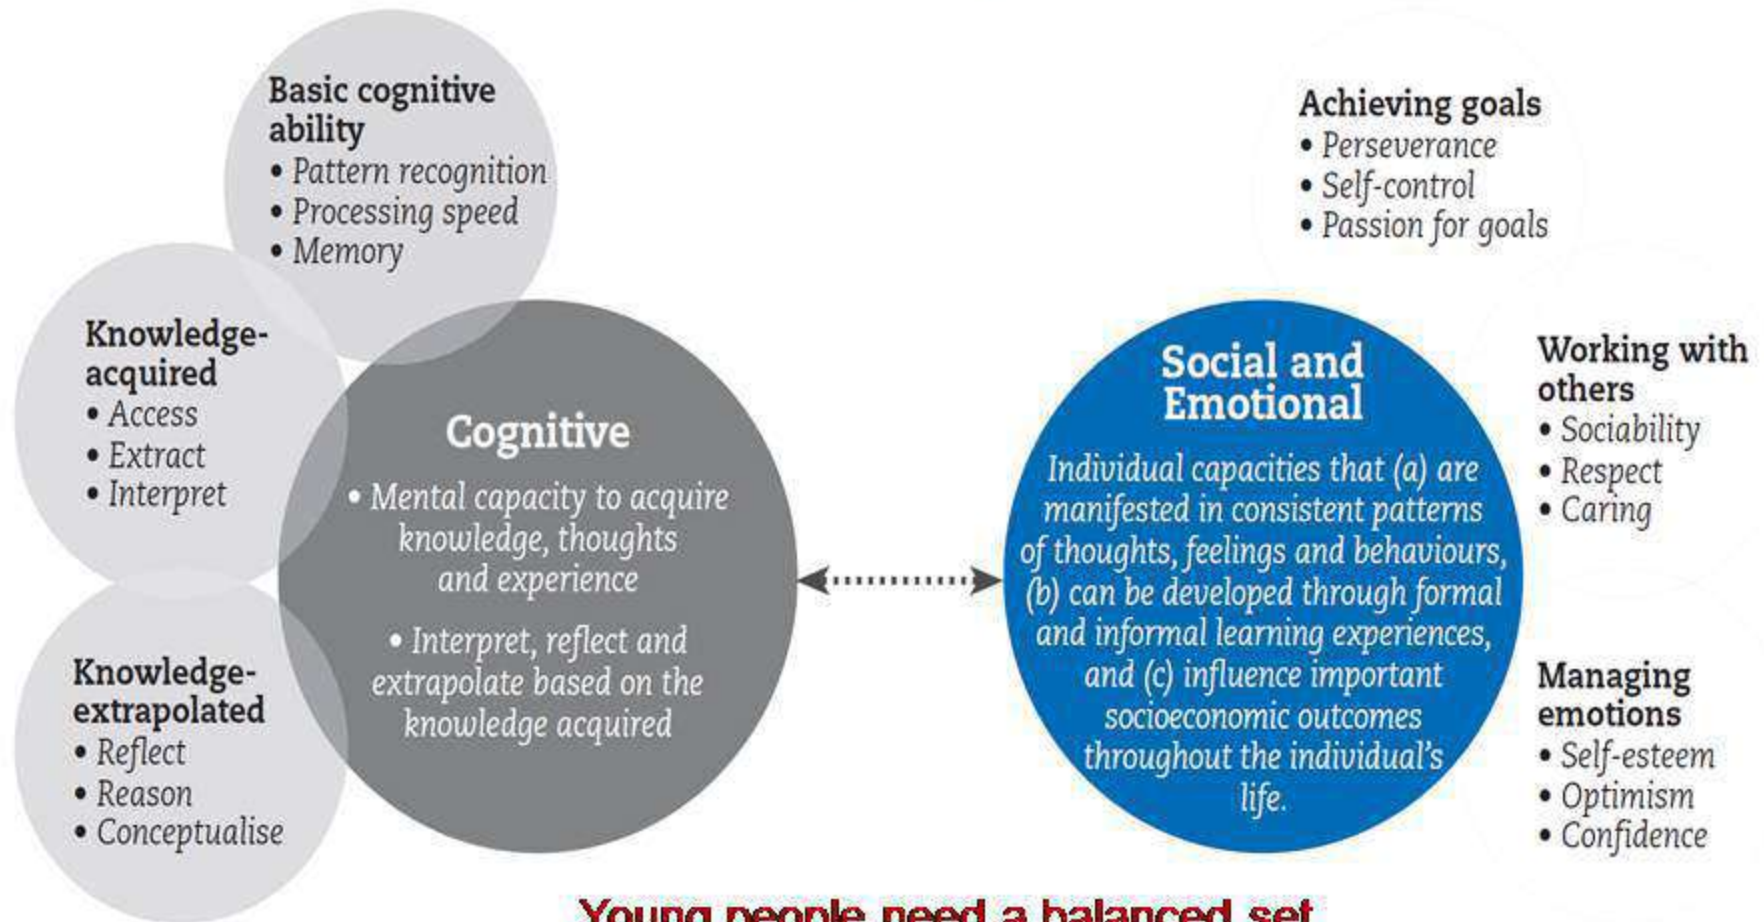 Basic cognitive
ability
• Pattern recognition
• Processing speed
• Memory
Knowledge-
acquired
• Access
• Extract
• Interpret
Knowledge-
extrapolated
• Reflect
• Reason
• Conceptualise
Cognitive
• Mental capacity to acquire
knowledge, thoughts
and experience
• Interpret, reflect and
extrapolate based on the
knowledge acquired
Social and
Emotional
Individual capacities that (a) are
manifested in consistent patterns
of thoughts, feelings and behaviours,
(b) can be developed through formal
and informal learning experiences,
and (c) influence important
socioeconomic outcomes
throughout the individual's
life.
Achieving goals
• Perseverance
• Self-control
• Passion for goals
Working with
others
• Sociability
• Respect
• Caring
Managing
emotions
• Self-esteem
• Optimism
• Confidence
Young people need a balanced set